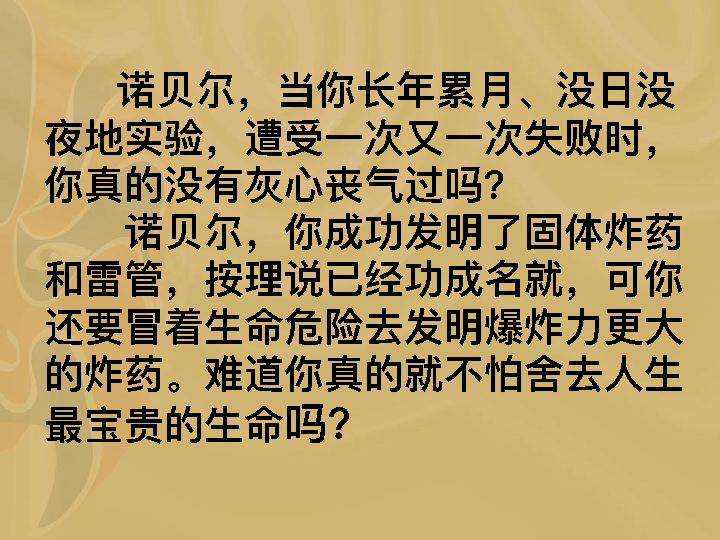 诺贝尔，当你长年累月、没日没
夜地实验，遭受一次又一次失败时，
你真的没有灰心丧气过吗？
诺贝尔，你成功发明了固体炸药
和雷管，按理说已经功成名就，可你
还要冒着生命危险去发明爆炸力更大
的炸药。难道你真的就不怕舍去人生
最宝贵的生命吗？